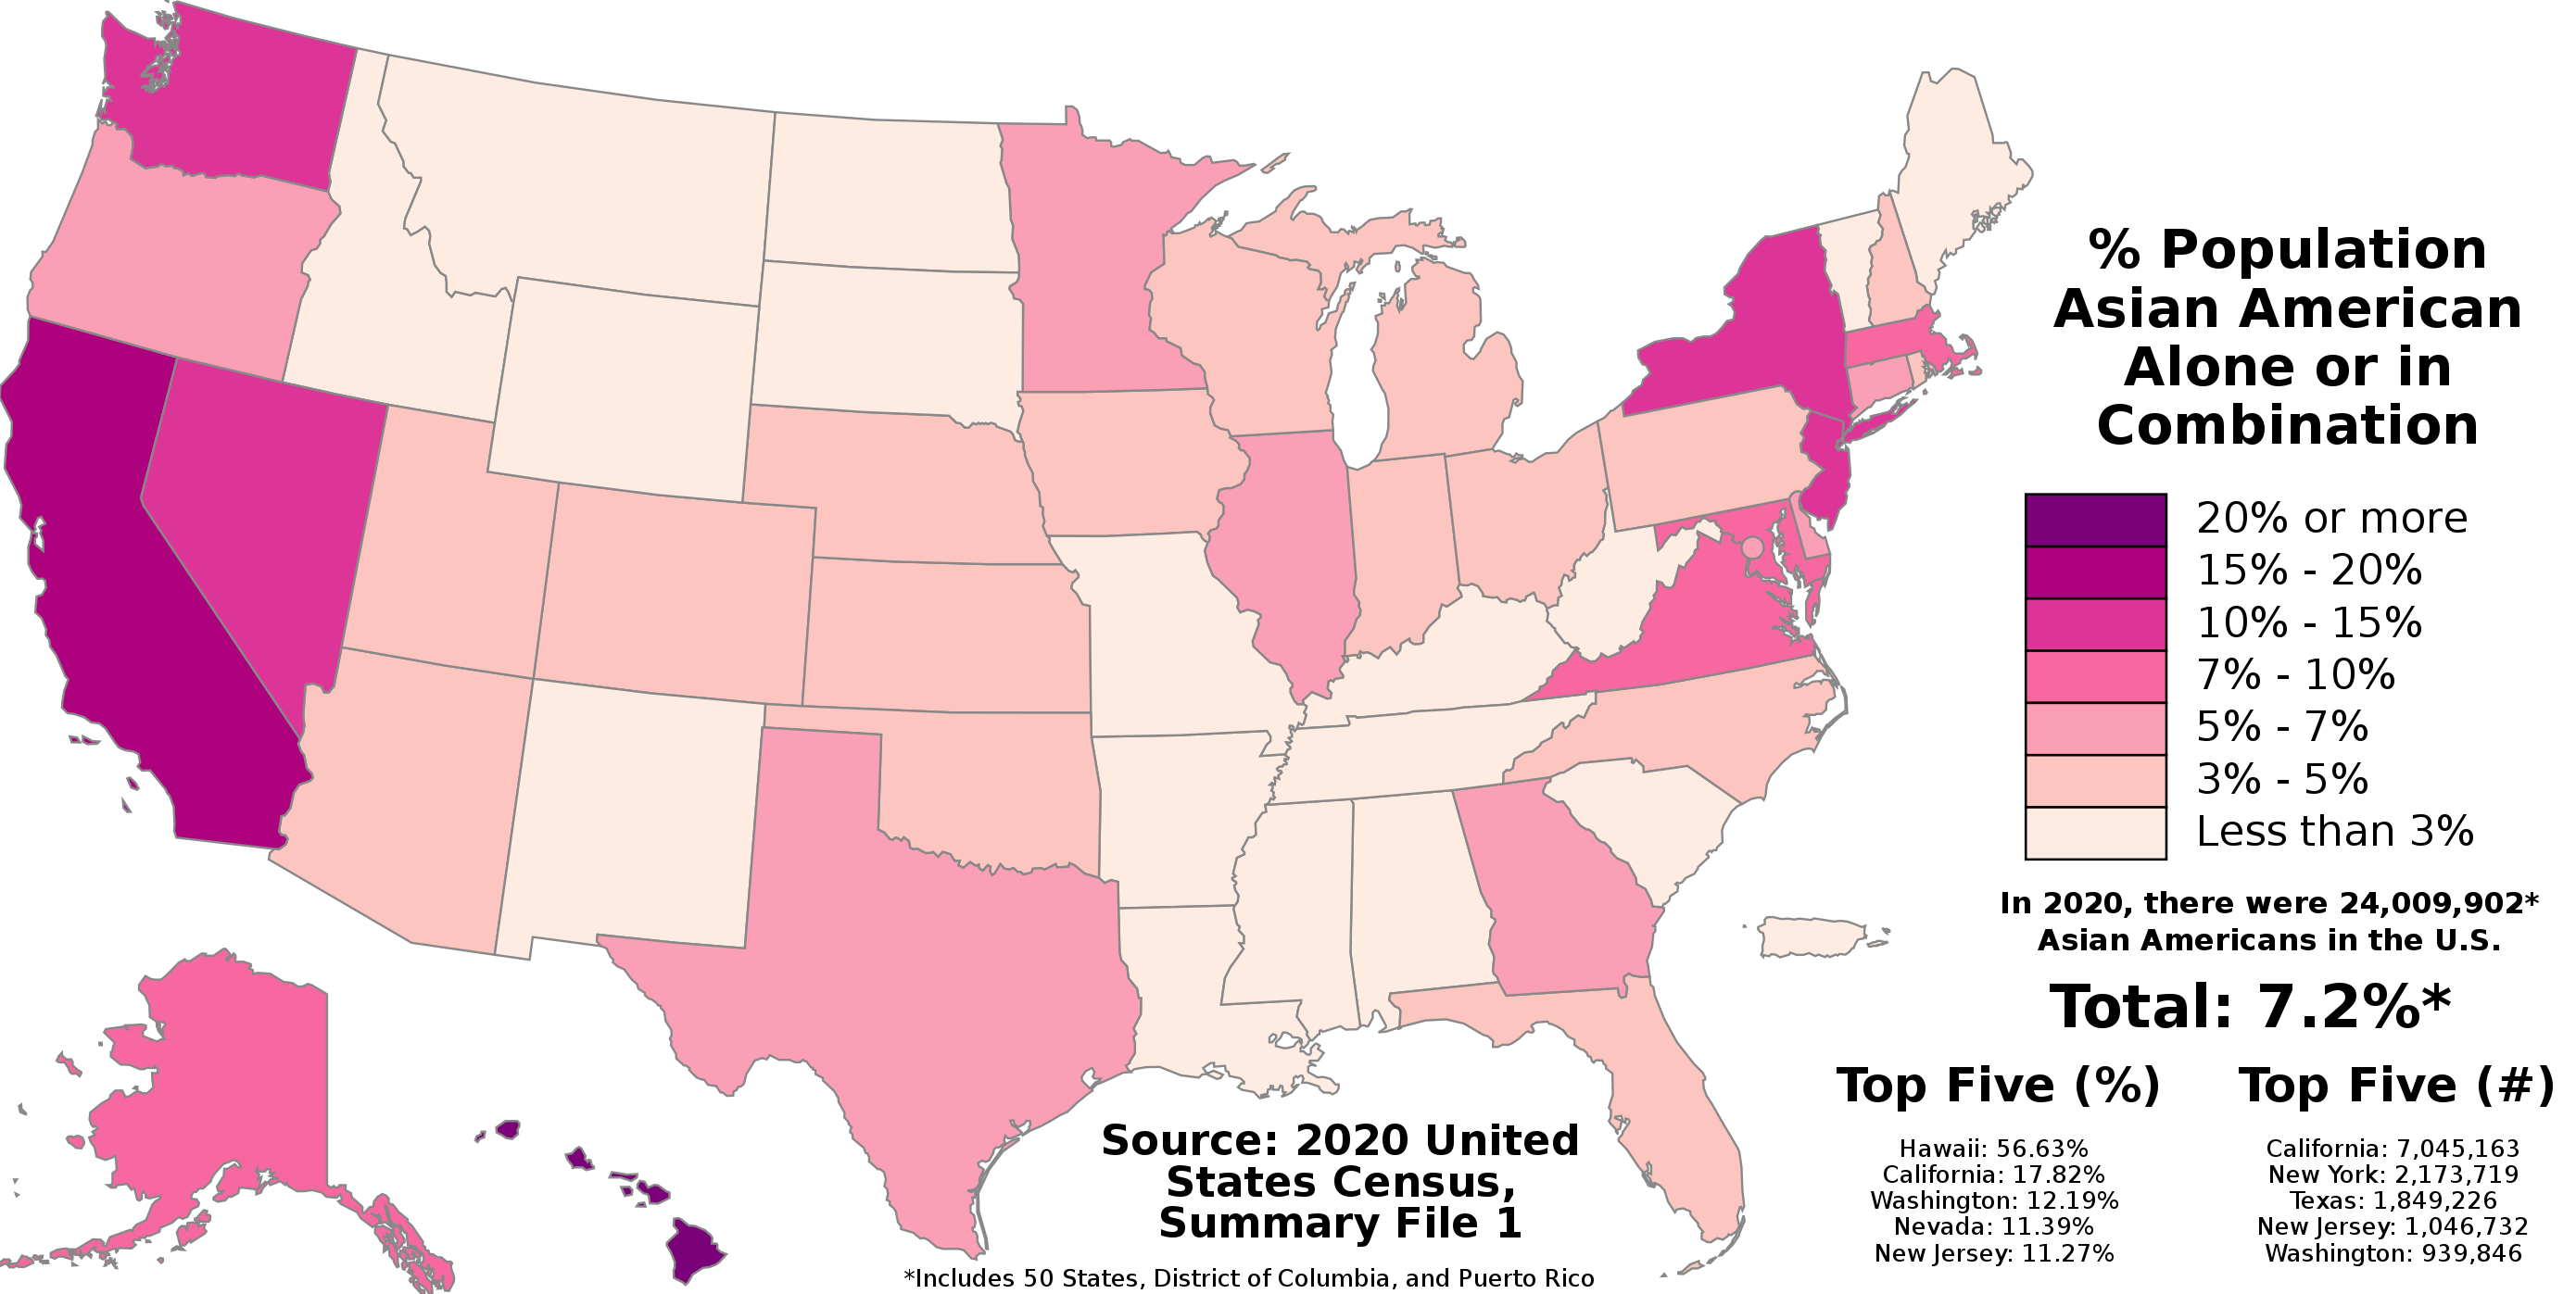 % Population
Asian American
Alone or in
Combination
20% or more
15% - 20%
10% - 15%
7% - 10%
5% - 7%
3% - 5%
Less than 3%
In 2020, there were 24,009,902*
Asian Americans in the U.S.
Total: 7.2%*
Top Five (%)
Hawaii: 56.63%
California: 17.82%
Washington: 12.19%
Nevada: 11.39%
New Jersey: 11.27%
Top Five (#)
California: 7,045,163
New York: 2,173,719
Texas: 1,849,226
New Jersey: 1,046,732
Washington: 939,846
Source: 2020 United
States Census,
Summary File 1
*Includes 50 States, District of Columbia, and Puerto Rico